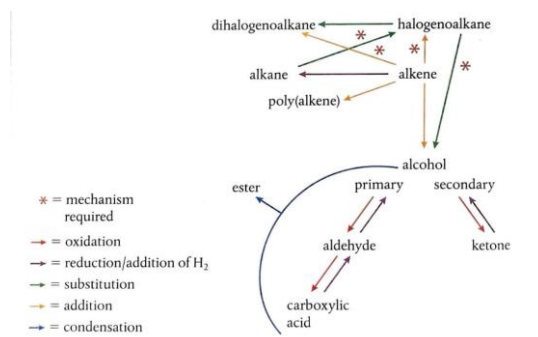 dihalogenoalkane halogenoalkane
* * *
alkane alkene *
poly(alkene)
alcohol
ester primary secondary
* = mechanism
required
aldehyde ketone
= oxidation
= reduction/addition of H₂
= substitution
= addition
carboxylic
acid
= condensation